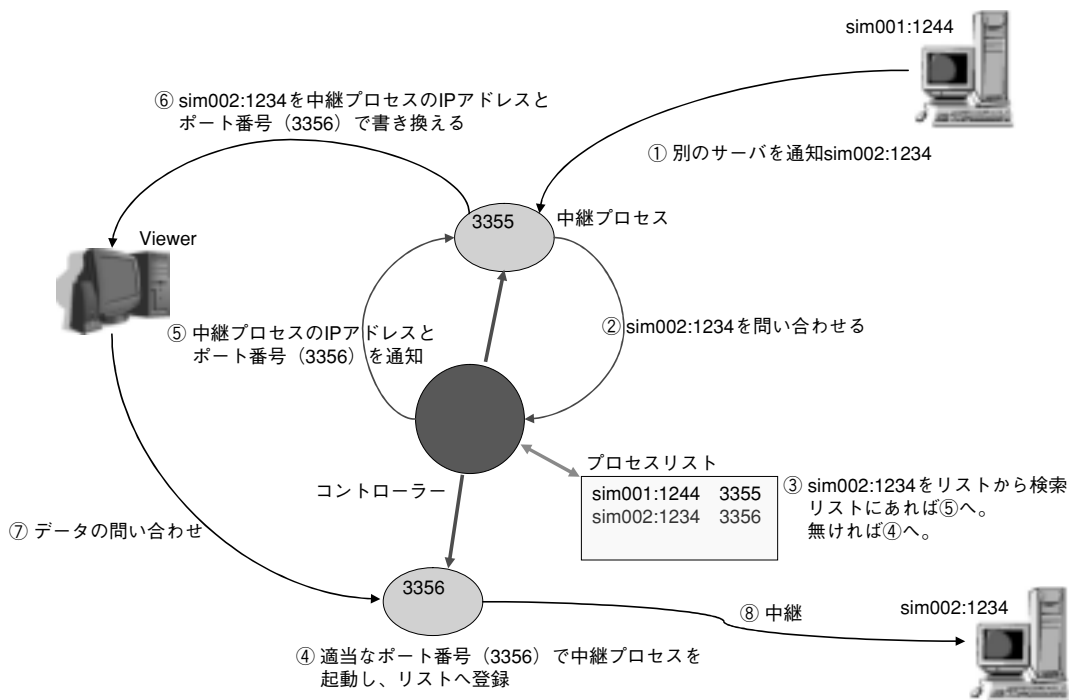 sim001:1244
⑥ sim002:1234を中継プロセスのIPアドレスと
ポート番号（3356）で書き換える
① 別のサーバを通知sim002:1234
3355
中継プロセス
Viewer
② sim002:1234を問い合わせる
⑤ 中継プロセスのIPアドレスと
ポート番号（3356）を通知
プロセスリスト
コントローラー
sim001:1244 3355
sim002:1234 3356
③ sim002:1234をリストから検索
リストにあれば⑤へ。
無ければ④へ。
⑦ データの問い合わせ
3356
⑧ 中継
sim002:1234
④ 適当なポート番号（3356）で中継プロセスを
起動し、リストへ登録